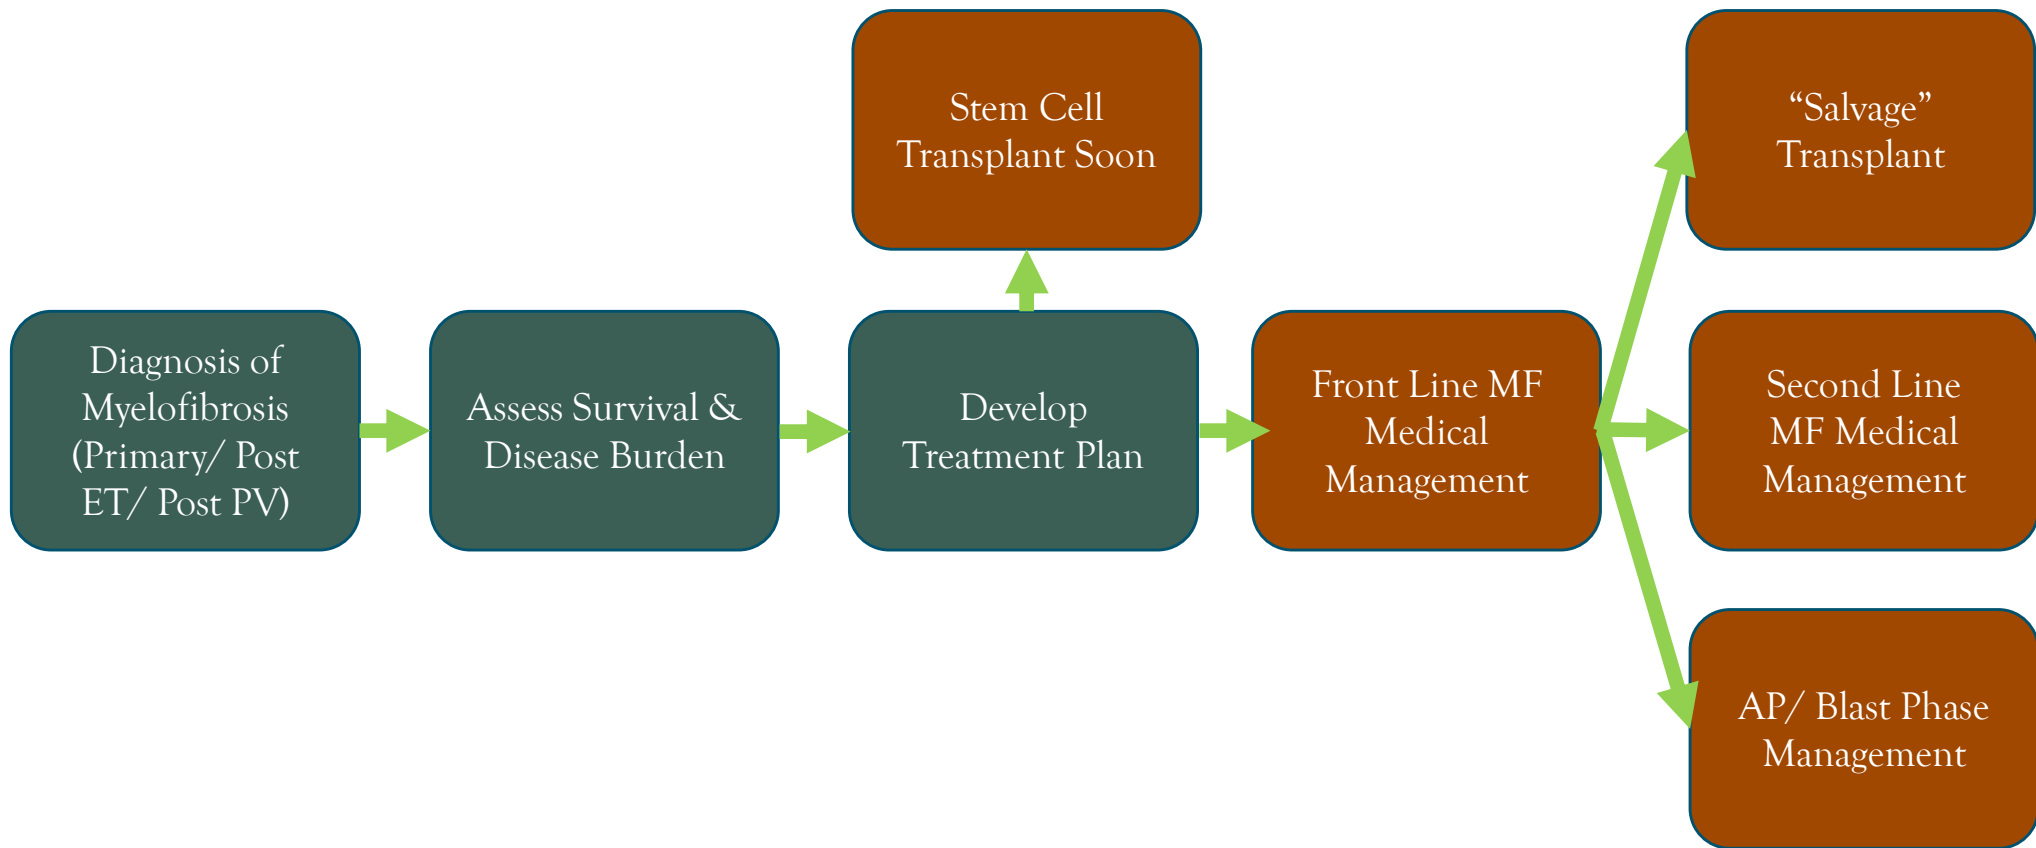 Stem Cell
Transplant Soon
“Salvage”
Transplant
Diagnosis of
Myelofibrosis
(Primary/ Post
ET/ Post PV)
Assess Survival &
Disease Burden
Develop
Treatment Plan
Front Line MF
Medical
Management
Second Line
MF Medical
Management
AP/ Blast Phase
Management